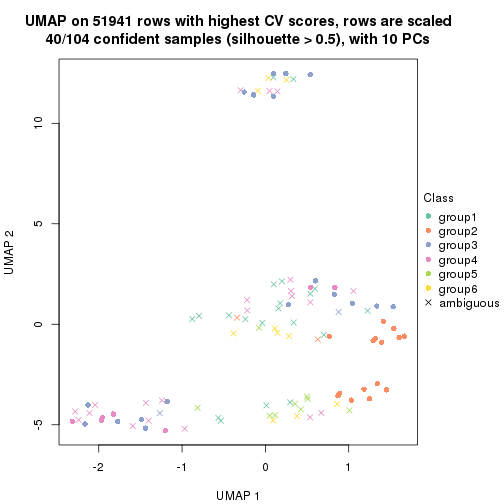 UMAP on 51941 rows with highest CV scores, rows are scaled
40/104 confident samples (silhouette > 0.5), with 10 PCs
10
5
0
-5
UMAP 2
-2
-1
0
1
UMAP 1
Class
group1
group2
group3
group4
group5
group6
ambiguous